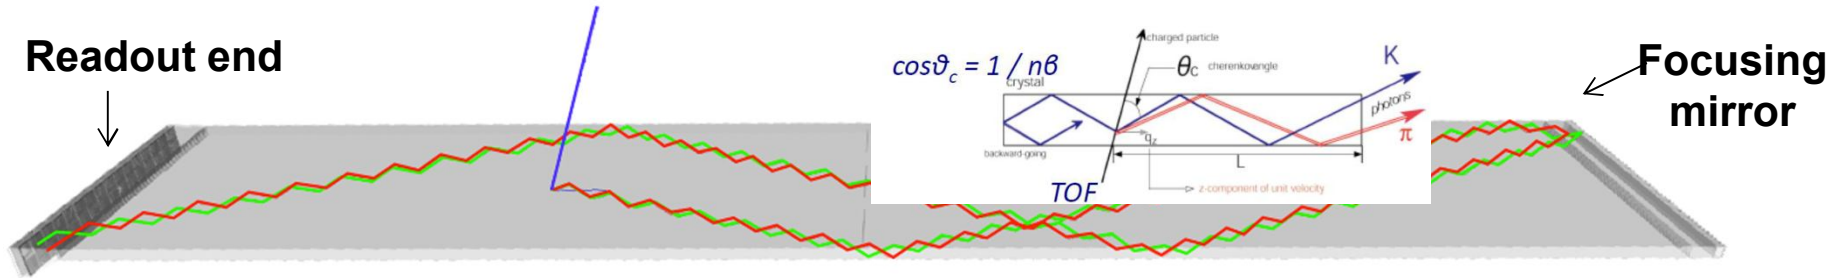 Readout end
cosϑc = 1 / nβ
crystal
charged particle
θc cherenkovangle
K
photons
π
backward-going
qz
L
TOF
z-component of unit velocity
Focusing
mirror